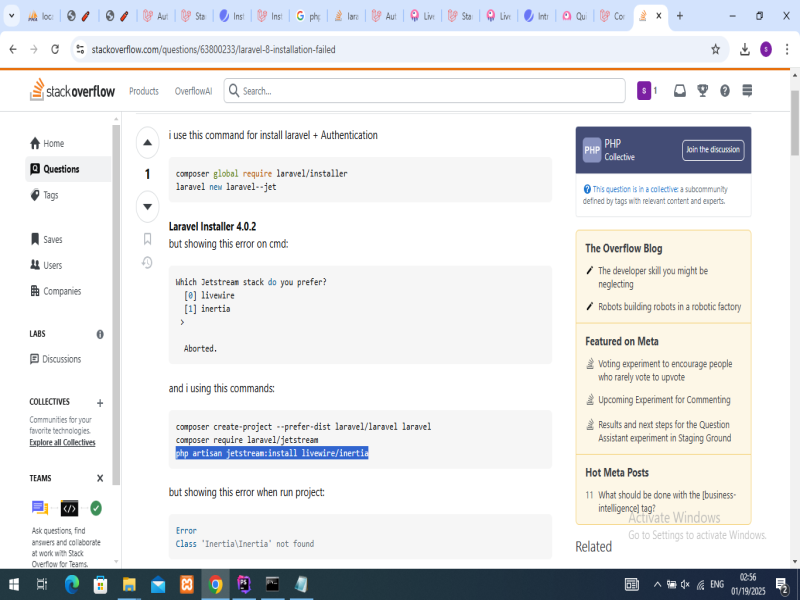 loc
Aut
Sta
Inst
Inst
php
lara
Aut
Live
Sta
Live
Intr
Qui
Co
stackoverflow.com/questions/63800233/laravel-8-installation-failed
S
stackoverflow
Products
OverflowAI
Search...
S 1
Home
Questions
Tags
Saves
Users
Companies
LABS
Discussions
COLLECTIVES
Communities for your
favorite technologies.
Explore all Collectives
TEAMS
Ask questions, find
answers and collaborate
at work with Stack
Overflow for Teams.
1
i use this command for install laravel + Authentication
composer global require laravel/installer
laravel new laravel--jet
Laravel Installer 4.0.2
but showing this error on cmd:
Which Jetstream stack do you prefer?
[0] livewire
[1] inertia
>
Aborted.
and i using this commands:
composer create-project --prefer-dist laravel/laravel laravel
composer require laravel/jetstream
php artisan jetstream:install livewire/inertia
but showing this error when run project:
Error
Class 'Inertia\Inertia' not found
PHP
PHP
Collective
Join the discussion
This question is in a collective: a subcommunity
defined by tags with relevant content and experts.
The Overflow Blog
The developer skill you might be
neglecting
Robots building robots in a robotic factory
Featured on Meta
Voting experiment to encourage people
who rarely vote to upvote
Upcoming Experiment for Commenting
Results and next steps for the Question
Assistant experiment in Staging Ground
Hot Meta Posts
11 What should be done with the [business-
intelligence] tag?
Related
Activate Windows
Go to Settings to activate Windows.
ENG
02:56
01/19/2025
2